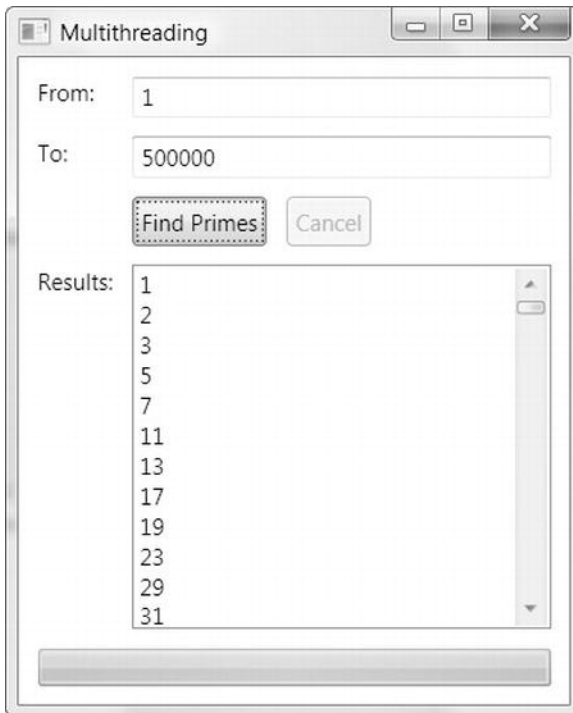 Multithreading
From: 1
To: 500000
Find Primes Cancel
Results: 1
2
3
5
7
11
13
17
19
23
29
31